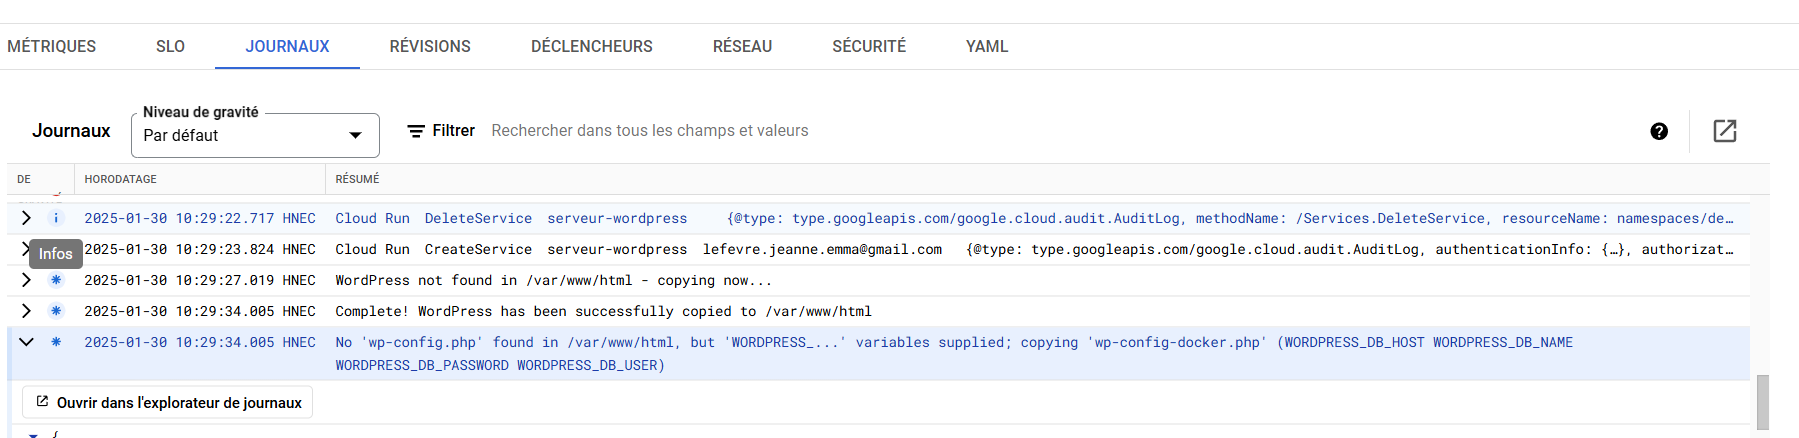 MÉTRIQUES SLO JOURNAUX RÉVISIONS DÉCLENCHEURS RÉSEAU SÉCURITÉ YAML
Niveau de gravité
Journaux Par défaut Filtrer Rechercher dans tous les champs et valeurs
DE HORODATAGE RÉSUMÉ
2025-01-30 10:29:22.717 HNEC Cloud Run DeleteService serveur-wordpress {@type: type.googleapis.com/google.cloud.audit.AuditLog, methodName: /Services.DeleteService, resourceName: namespaces/de…
2025-01-30 10:29:23.824 HNEC Cloud Run CreateService serveur-wordpress lefevre.jeanne.emma@gmail.com {@type: type.googleapis.com/google.cloud.audit.AuditLog, authenticationInfo: {…}, authorizat…
Infos
2025-01-30 10:29:27.019 HNEC WordPress not found in /var/www/html - copying now...
2025-01-30 10:29:34.005 HNEC Complete! WordPress has been successfully copied to /var/www/html
2025-01-30 10:29:34.005 HNEC No 'wp-config.php' found in /var/www/html, but 'WORDPRESS_...' variables supplied; copying 'wp-config-docker.php' (WORDPRESS_DB_HOST WORDPRESS_DB_NAME
WORDPRESS_DB_PASSWORD WORDPRESS_DB_USER)
Ouvrir dans l'explorateur de journaux
{